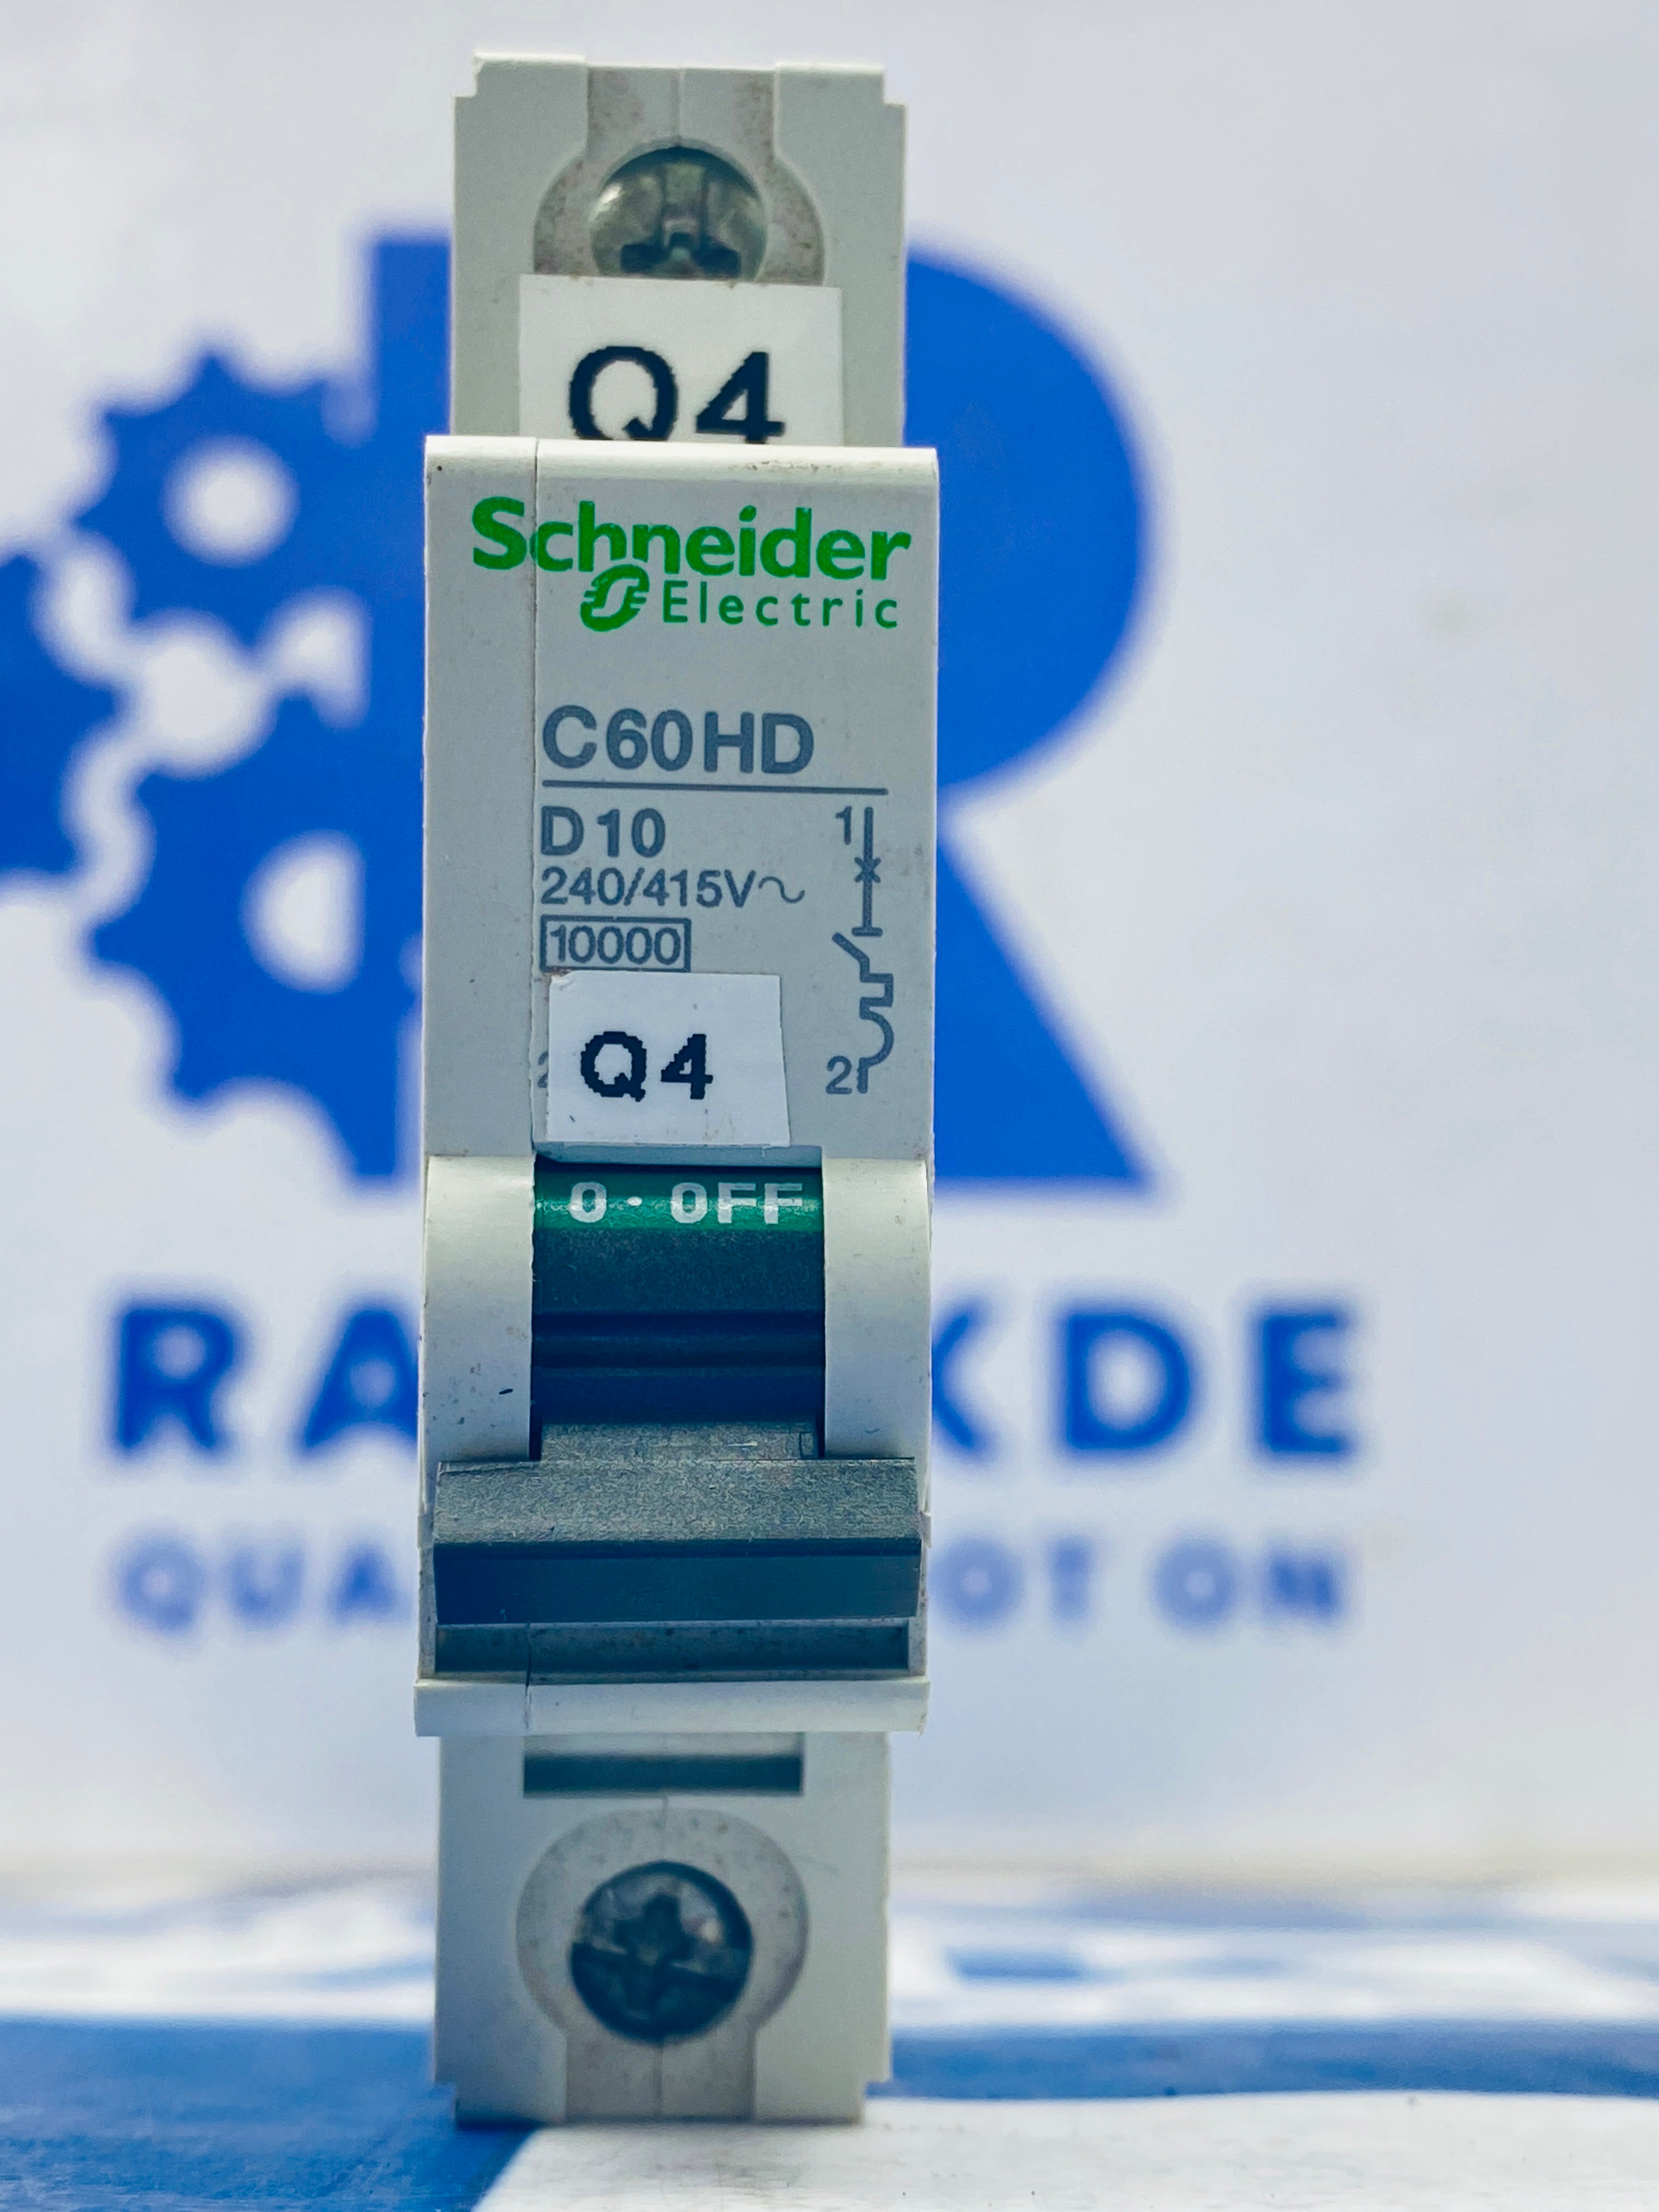 Q4
Schneider
Electric
C60HD
D10
240/415V~
10000
1
Q4
2
0·OFF